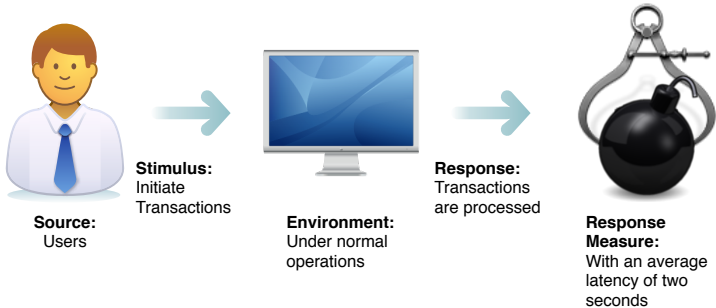 Source:
Users
Stimulus:
Initiate
Transactions
Environment:
Under normal
operations
Response:
Transactions
are processed
Response
Measure:
With an average
latency of two
seconds